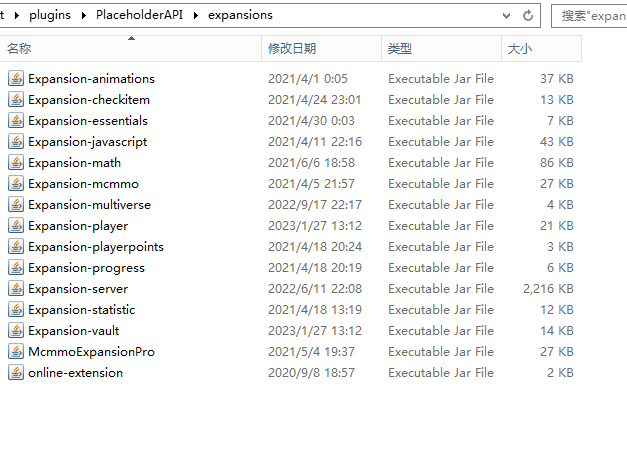 t › plugins › PlaceholderAPI › expansions 搜索"expan
名称 修改日期 类型 大小
Expansion-animations 2021/4/1 0:05 Executable Jar File 37 KB
Expansion-checkitem 2021/4/24 23:01 Executable Jar File 13 KB
Expansion-essentials 2021/4/30 0:03 Executable Jar File 7 KB
Expansion-javascript 2021/4/11 22:16 Executable Jar File 43 KB
Expansion-math 2021/6/6 18:58 Executable Jar File 86 KB
Expansion-mcmmo 2021/4/5 21:57 Executable Jar File 27 KB
Expansion-multiverse 2022/9/17 22:17 Executable Jar File 4 KB
Expansion-player 2023/1/27 13:12 Executable Jar File 21 KB
Expansion-playerpoints 2021/4/18 20:24 Executable Jar File 3 KB
Expansion-progress 2021/4/18 20:19 Executable Jar File 6 KB
Expansion-server 2022/6/11 22:08 Executable Jar File 2,216 KB
Expansion-statistic 2021/4/18 13:19 Executable Jar File 12 KB
Expansion-vault 2023/1/27 13:12 Executable Jar File 14 KB
McmmoExpansionPro 2021/5/4 19:37 Executable Jar File 27 KB
online-extension 2020/9/8 18:57 Executable Jar File 2 KB